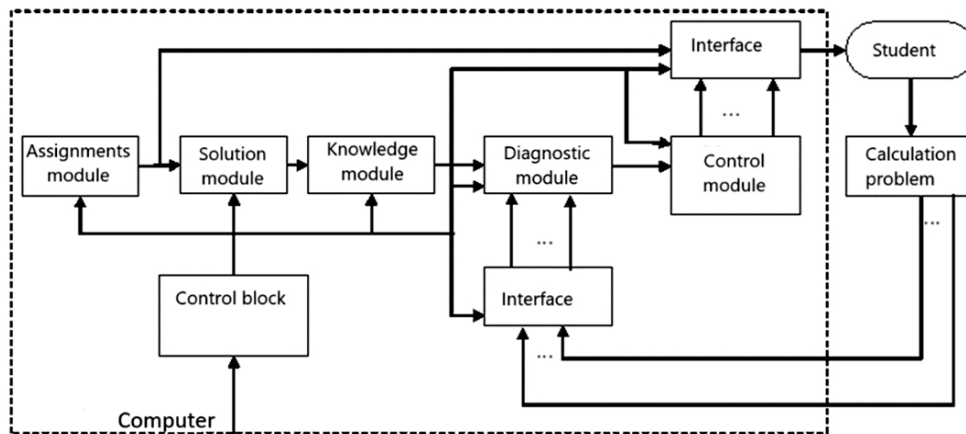 Interface
Student
...
Assignments
module
Solution
module
Knowledge
module
Diagnostic
module
Control
module
Calculation
problem
...
...
Control block
Interface
...
Computer